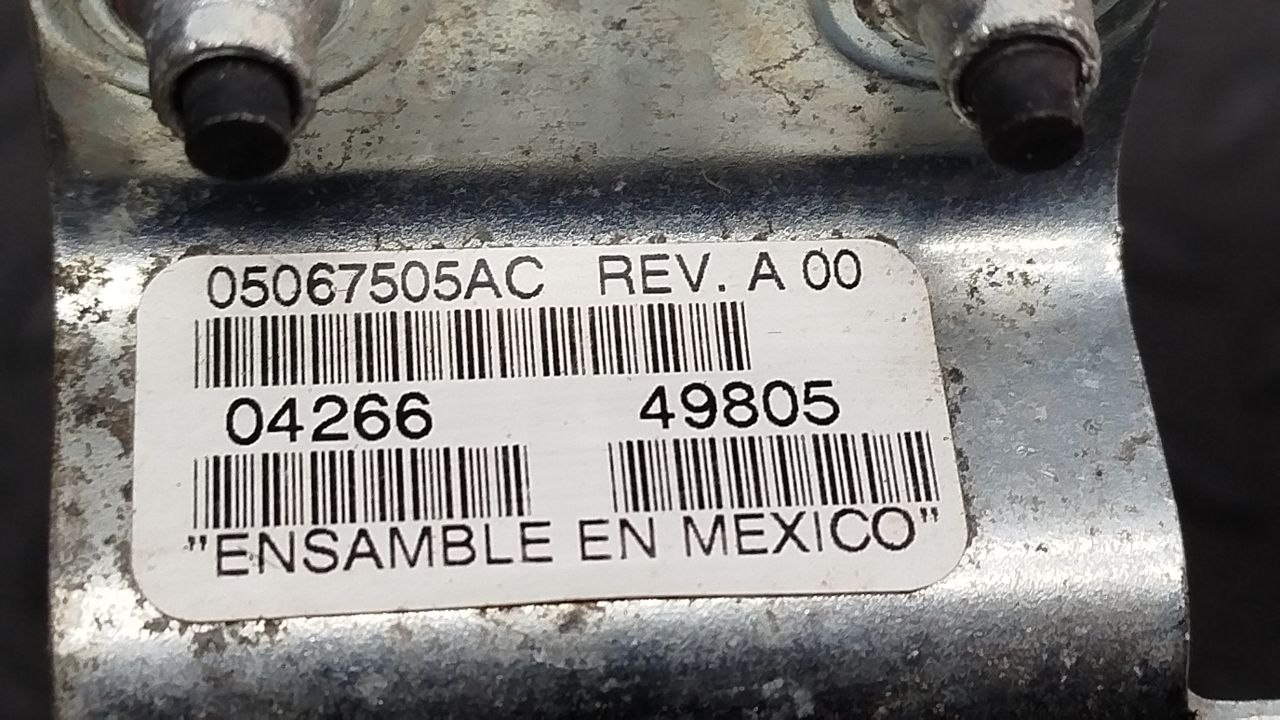 05067505AC REV. A 00
04266 49805
"ENSAMBLE EN MEXICO"